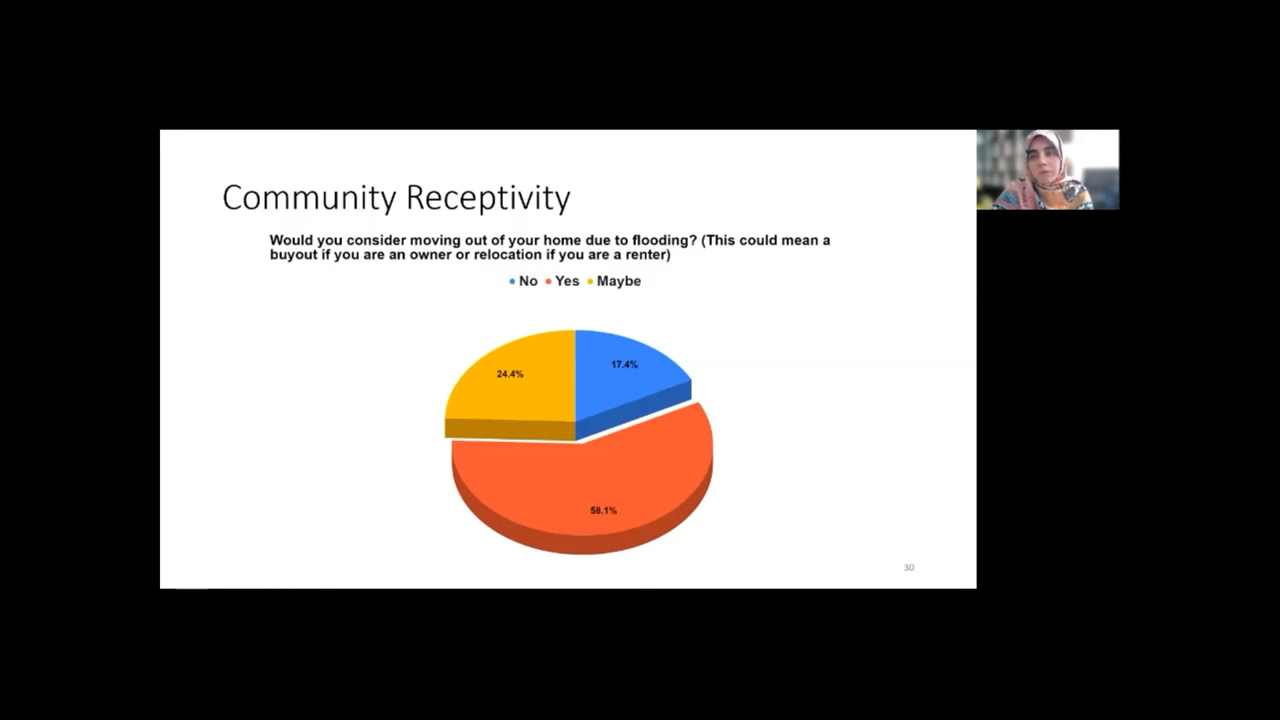 Community Receptivity
Would you consider moving out of your home due to flooding? (This could mean a
buyout if you are an owner or relocation if you are a renter)
No Yes Maybe
17.4%
24.4%
58.1%
30